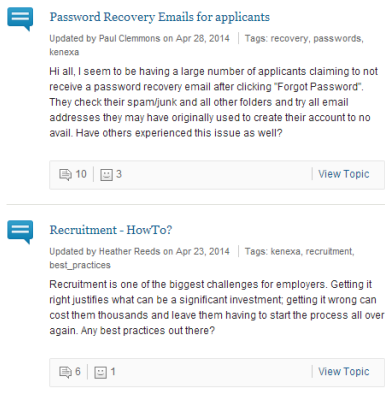 Password Recovery Emails for applicants
Updated by Paul Clemmons on Apr 28, 2014 Tags: recovery, passwords,
kenexa
Hi all, I seem to be having a large number of applicants claiming to not
receive a password recovery email after clicking "Forgot Password".
They check their spam/junk and all other folders and try all email
addresses they may have originally used to create their account to no
avail. Have others experienced this issue as well?
10 3 View Topic
Recruitment - HowTo?
Updated by Heather Reeds on Apr 23, 2014 Tags: kenexa, recruitment,
best_practices
Recruitment is one of the biggest challenges for employers. Getting it
right justifies what can be a significant investment; getting it wrong can
cost them thousands and leave them having to start the process all over
again. Any best practices out there?
6 1 View Topic